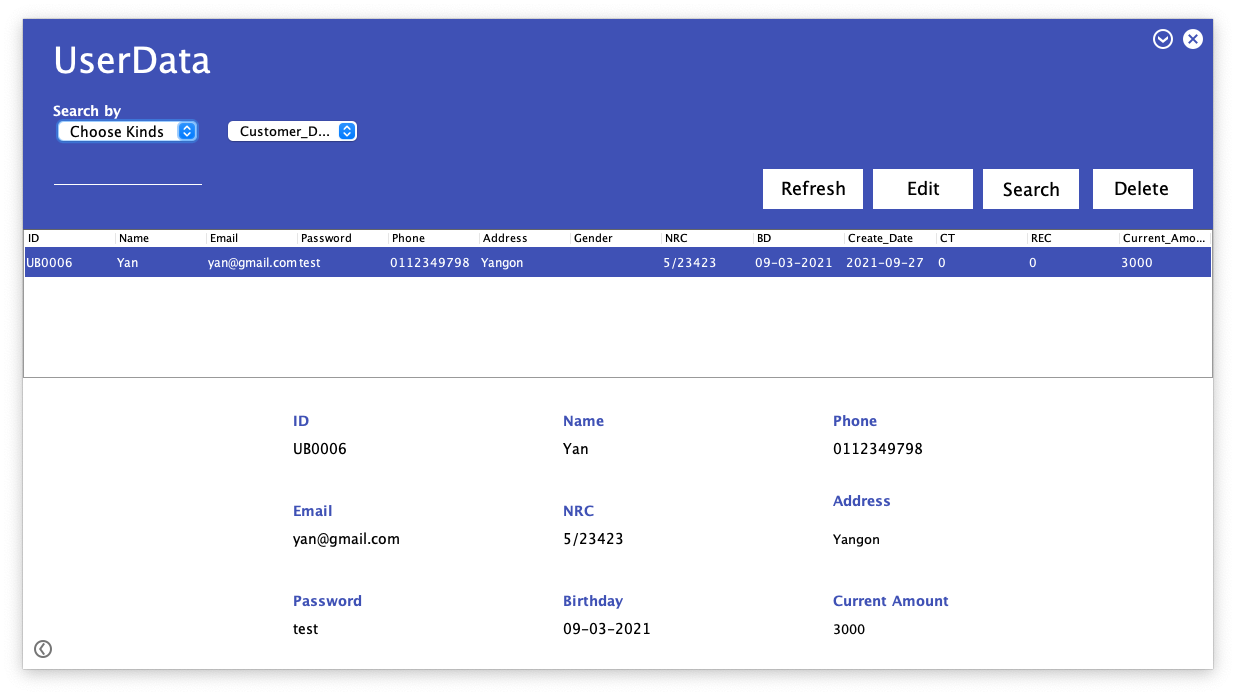 UserData
Search by
Choose Kinds Customer_D...
Refresh Edit Search Delete
ID Name Email Password Phone Address Gender NRC BD Create_Date CT REC Current_Amo...
UB0006 Yan yan@gmail.com test 0112349798 Yangon 5/23423 09-03-2021 2021-09-27 0 0 3000
ID Name Phone
UB0006 Yan 0112349798
Email NRC Address
yan@gmail.com 5/23423 Yangon
Password Birthday Current Amount
test 09-03-2021 3000